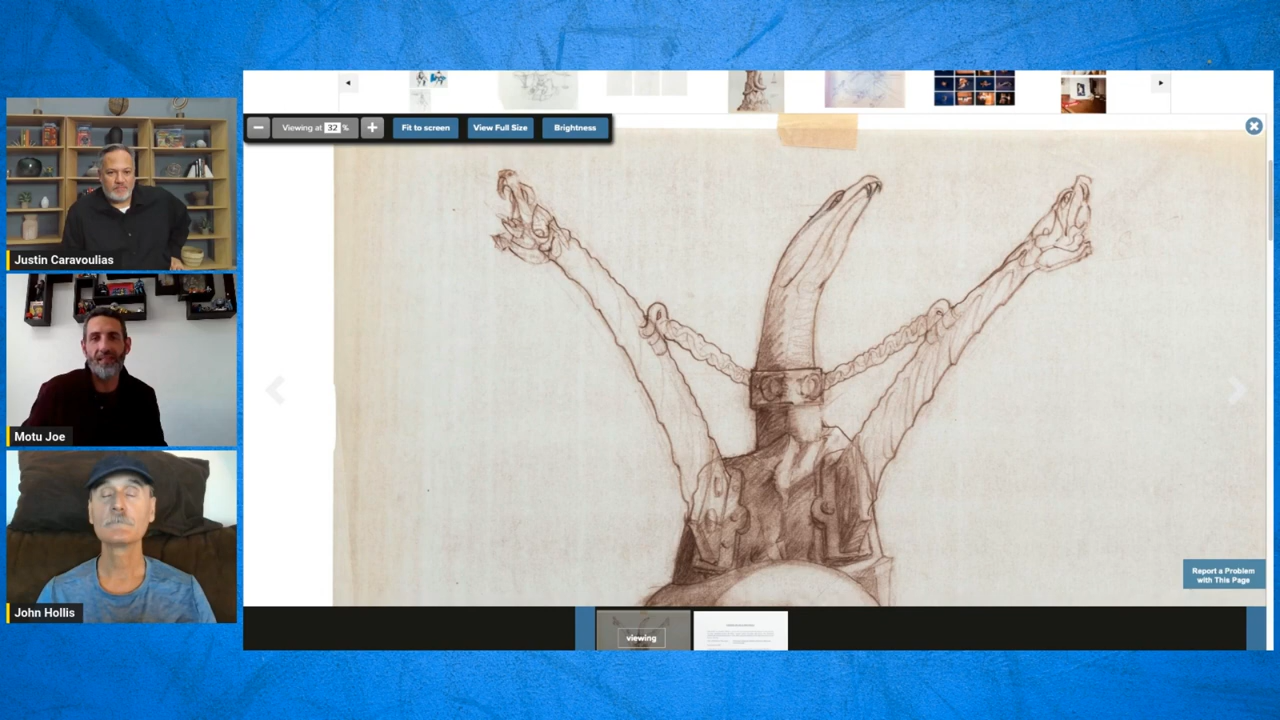 Viewing at 32 %
Fit to screen
View Full Size
Brightness
Justin Caravoulias
Motu Joe
John Hollis
Report a Problem
with This Page
viewing